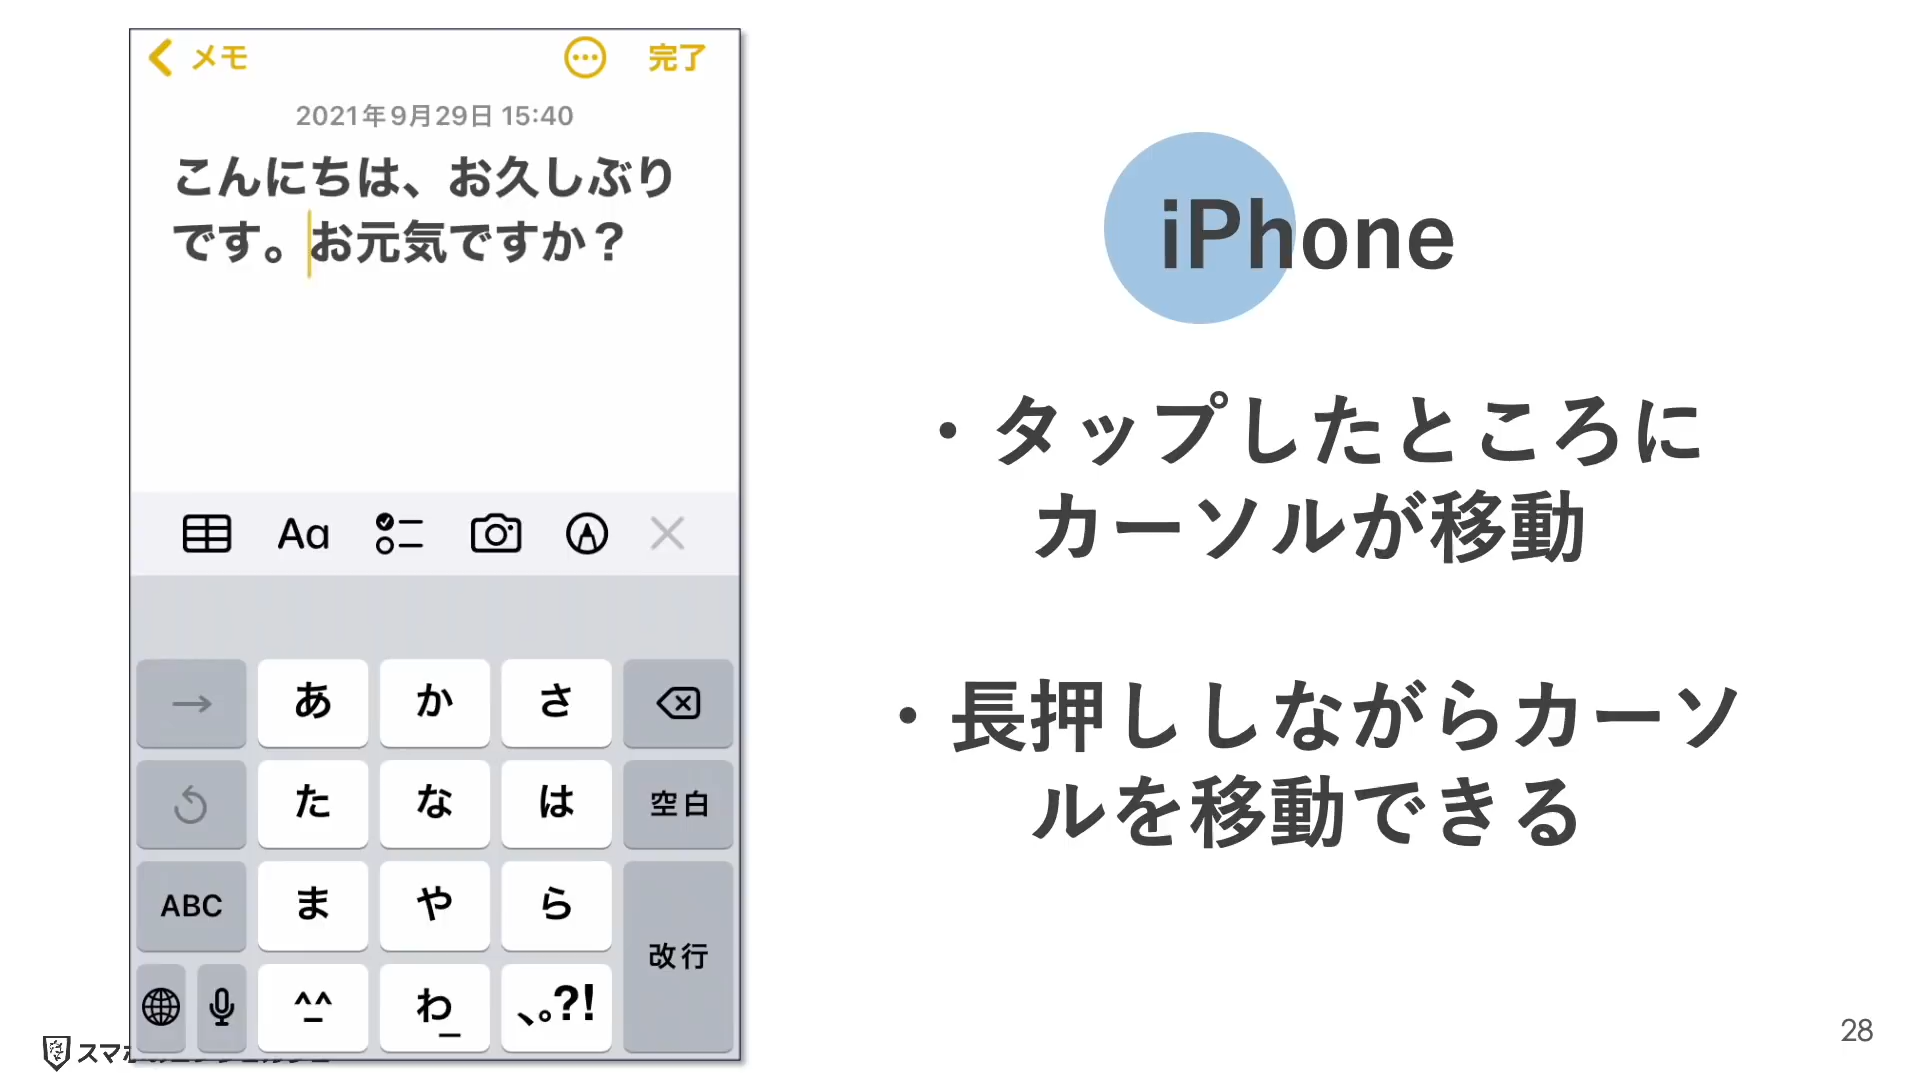 メモ
完了
2021年9月29日 15:40
こんにちは、お久しぶり
です。お元気ですか？
Aa
→ あ か さ
た な は 空白
ABC ま や ら
改行
^_^ わ_ 、。?!
iPhone
・タップしたところに
カーソルが移動
・長押ししながらカーソ
ルを移動できる
28